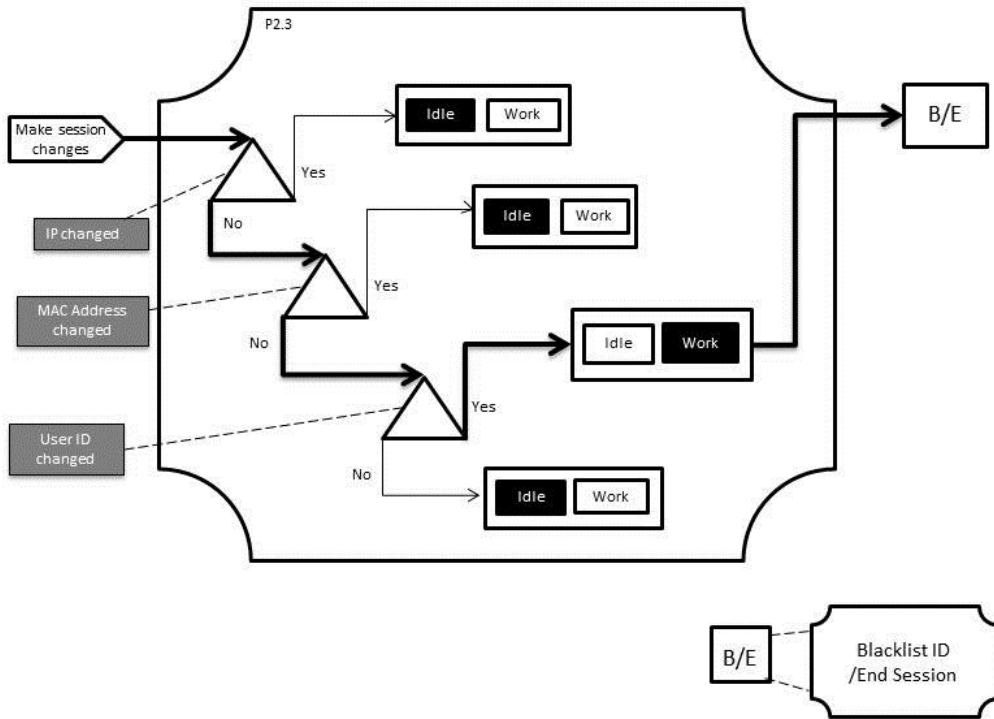 P2.3
Make session
changes
Idle
Work
B/E
Yes
IP changed
No
Idle
Work
Yes
MAC Address
changed
No
Idle
Work
Yes
User ID
changed
No
Idle
Work
B/E
Blacklist ID
/End Session